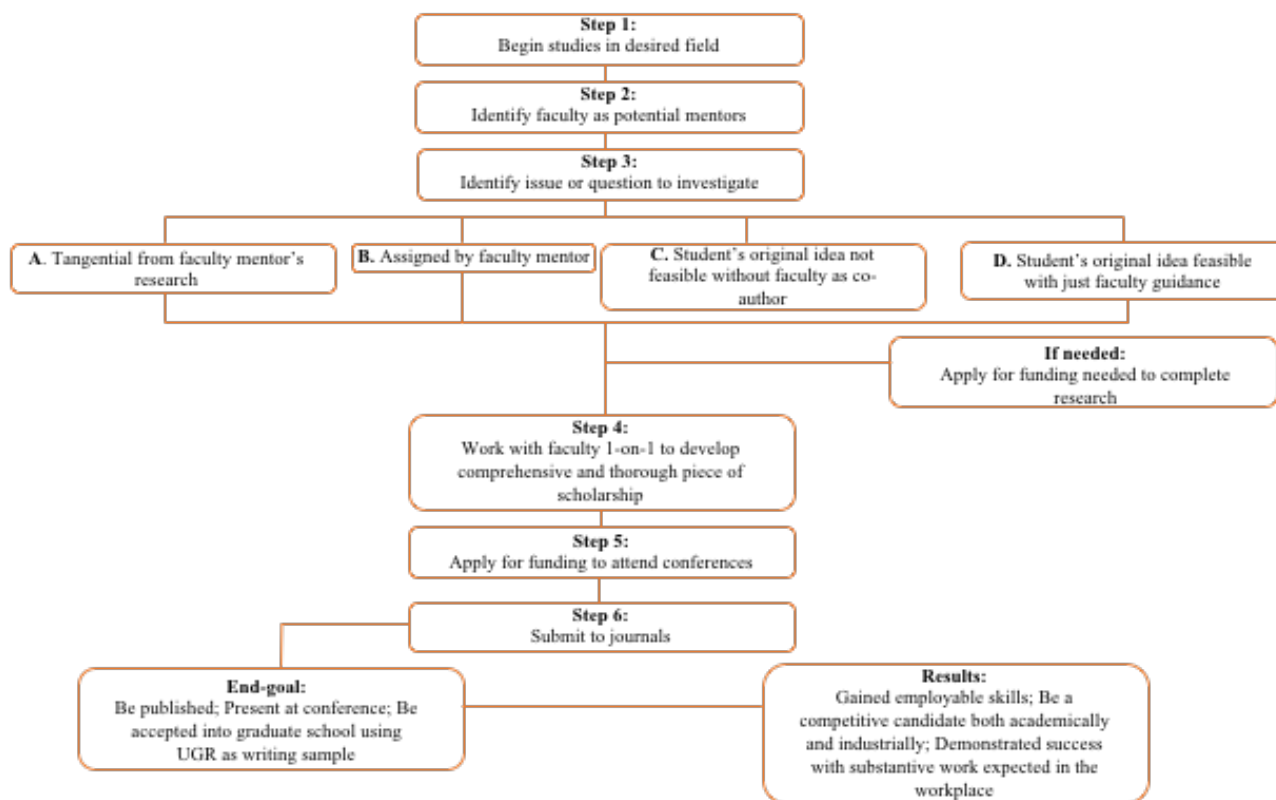 Step 1:
Begin studies in desired field
Step 2:
Identify faculty as potential mentors
Step 3:
Identify issue or question to investigate
A. Tangential from faculty mentor's
research
B. Assigned by faculty mentor
C. Student's original idea not
feasible without faculty as co-
author
D. Student's original idea feasible
with just faculty guidance
If needed:
Apply for funding needed to complete
research
Step 4:
Work with faculty 1-on-1 to develop
comprehensive and thorough piece of
scholarship
Step 5:
Apply for funding to attend conferences
Step 6:
Submit to journals
End-goal:
Be published; Present at conference; Be
accepted into graduate school using
UGR as writing sample
Results:
Gained employable skills; Be a
competitive candidate both academically
and industrially; Demonstrated success
with substantive work expected in the
workplace